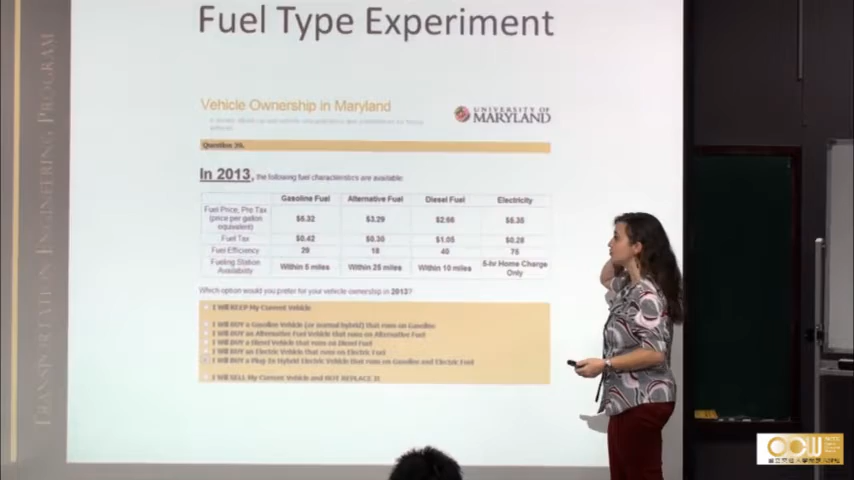 Fuel Type Experiment
TRANSPORTATION ENGINEERING PROGRAM
Vehicle Ownership in Maryland
UNIVERSITY OF
MARYLAND
In 2013, the following fuel characteristics are available:
Gasoline Fuel Alternative Fuel Diesel Fuel Electricity
Fuel Price, Pre Tax
(price per gallon
equivalent) $5.32 $3.29 $2.66 $5.35
Fuel Tax $0.42 $0.30 $1.05 $0.28
Fuel Efficiency 29 18 40 75
Fueling Station
Availability Within 5 miles Within 25 miles Within 10 miles 5-hr Home Charge
Only
Which option would you prefer for your vehicle ownership in 2013?
I Will KEEP My Current Vehicle
I Will BUY a Gasoline Vehicle (or normal hybrid) that runs on Gasoline
I Will BUY an Alternative Fuel Vehicle that runs on Alternative Fuel
I Will BUY a Diesel Vehicle that runs on Diesel Fuel
I Will BUY an Electric Vehicle that runs on Electric Fuel
I Will BUY a Plug-In Hybrid Electric Vehicle that runs on Gasoline and Electric Fuel
I Will SELL My Current Vehicle and NOT REPLACE It
OCW